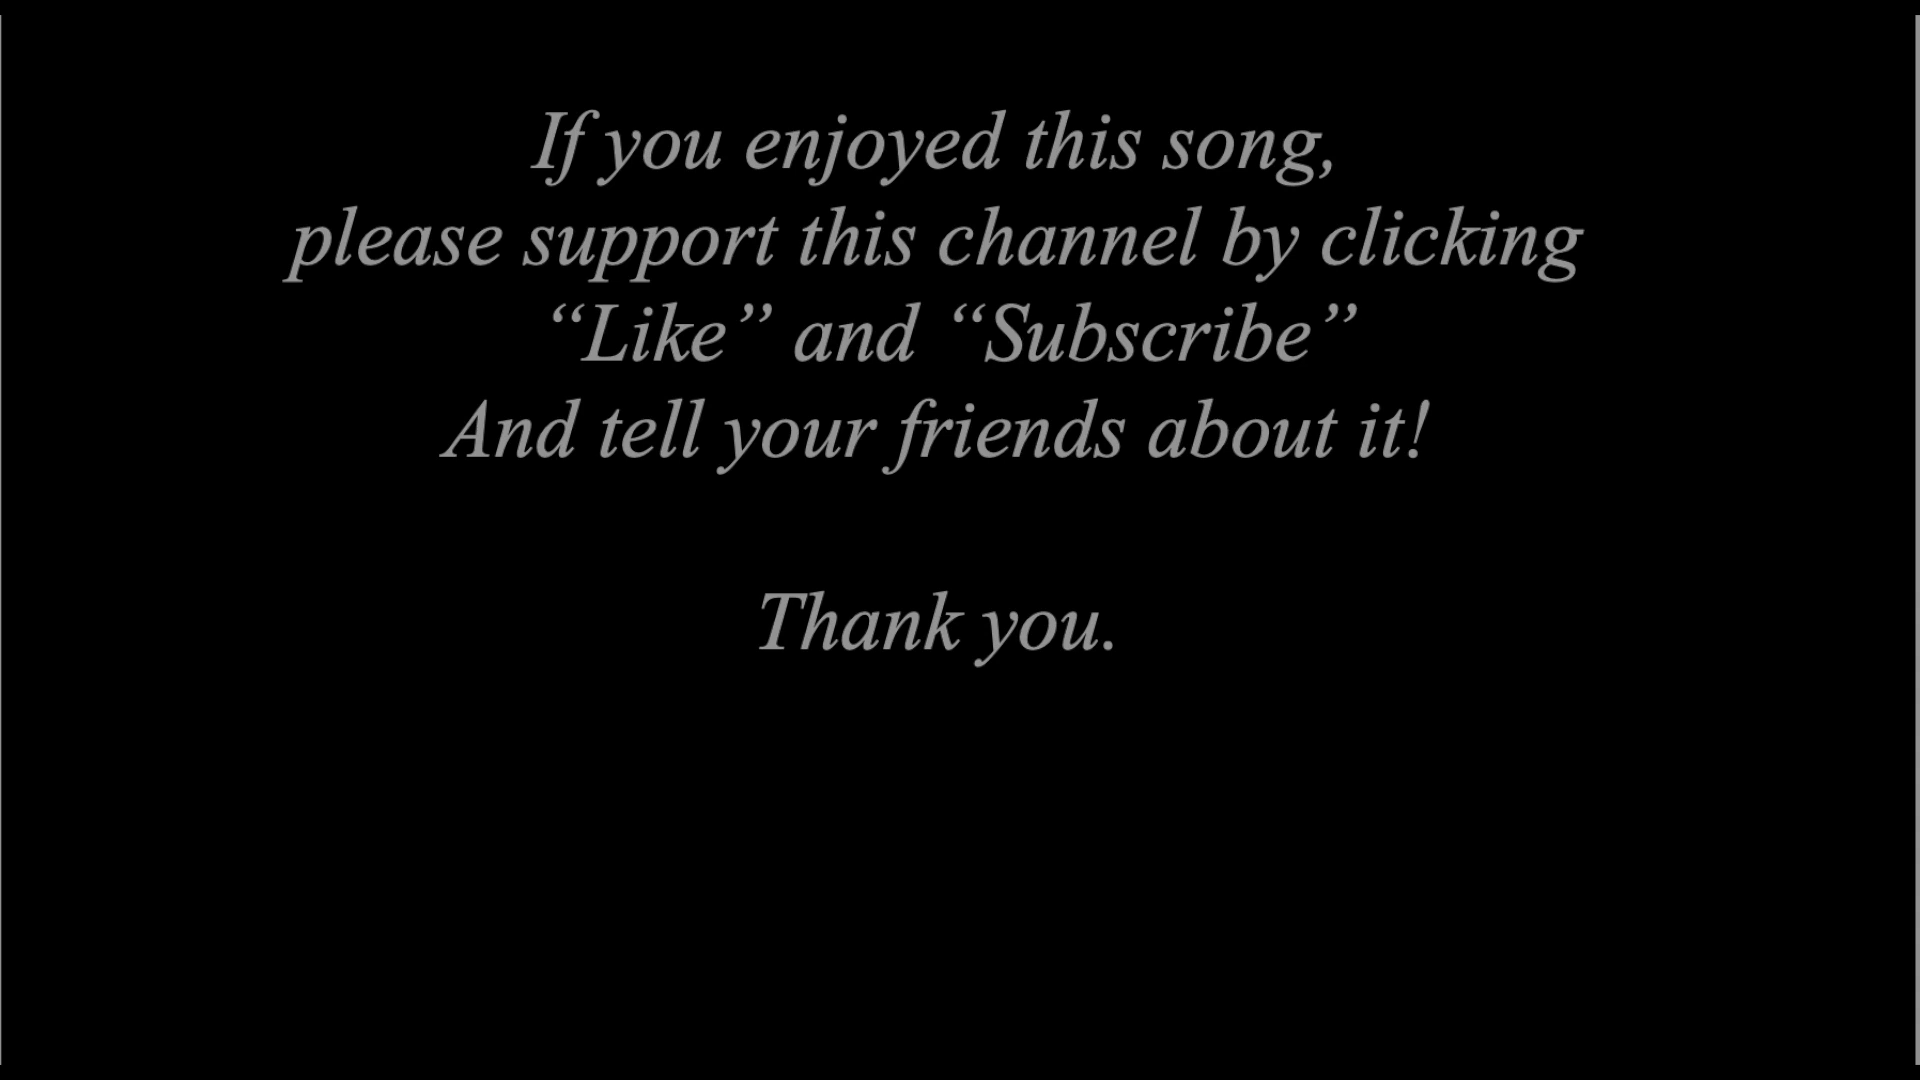 If you enjoyed this song,
please support this channel by clicking
“Like” and “Subscribe”
And tell your friends about it!
Thank you.